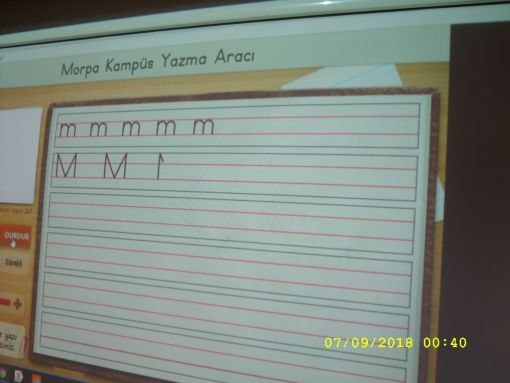 Morpa Kampüs Yazma Aracı
m m m m m
M M
DURDUR
Sürekli
07/09/2018 00:40